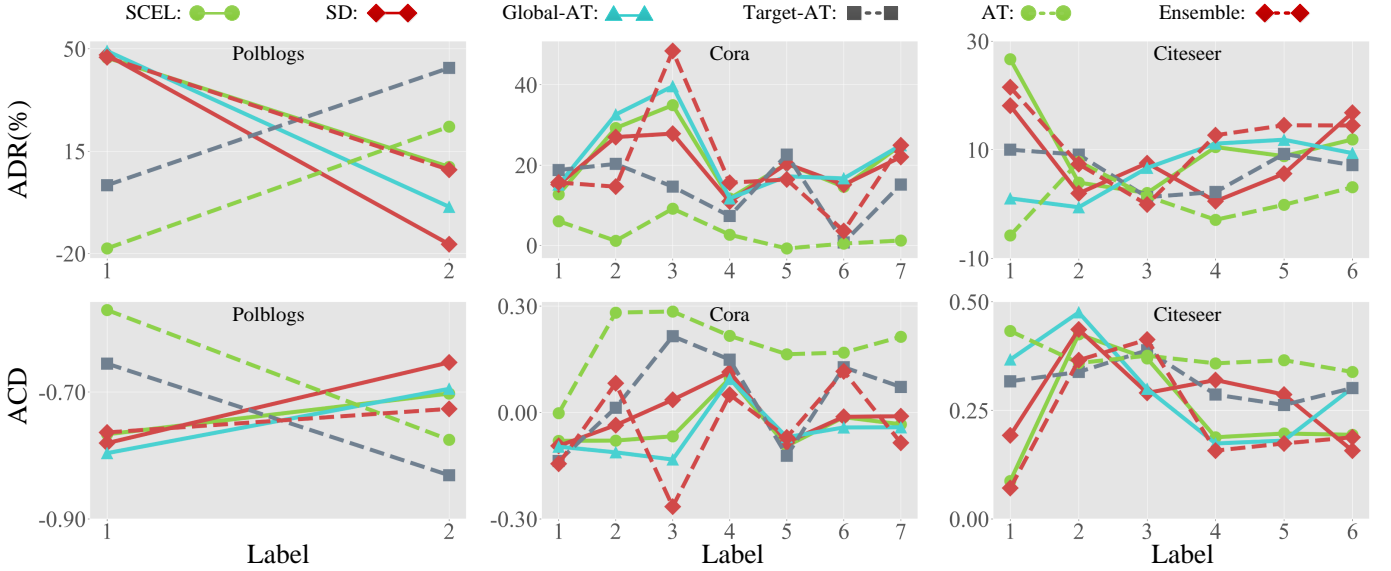 SCEL: SD: Global-AT: Target-AT: AT: Ensemble:
Polblogs Cora Citeseer
ADR(%)
50
15
-20
1 2
40
20
0
1 2 3 4 5 6 7
30
10
-10
1 2 3 4 5 6
Polblogs Cora Citeseer
ACD
-0.70
-0.90
1 2
0.30
0.00
-0.30
1 2 3 4 5 6 7
0.50
0.25
0.00
1 2 3 4 5 6
Label Label Label